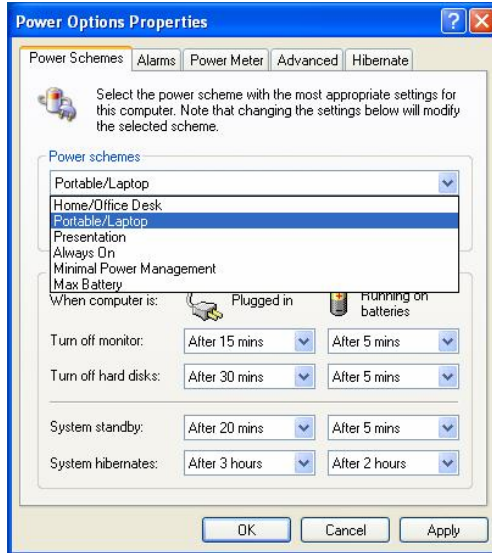 Power Options Properties
Power Schemes Alarms Power Meter Advanced Hibernate
Select the power scheme with the most appropriate settings for
this computer. Note that changing the settings below will modify
the selected scheme.
Power schemes
Portable/Laptop
Home/Office Desk
Portable/Laptop
Presentation
Always On
Minimal Power Management
Max Battery
When computer is: Plugged in Running on
batteries
Turn off monitor: After 15 mins After 5 mins
Turn off hard disks: After 30 mins After 5 mins
System standby: After 20 mins After 5 mins
System hibernates: After 3 hours After 2 hours
OK Cancel Apply